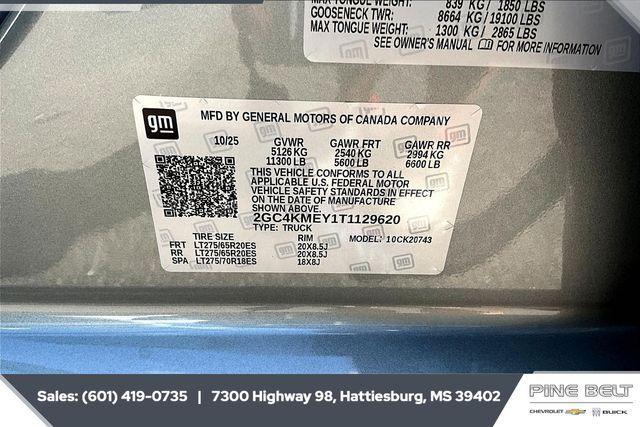 MAX TONGUE WEIGHT: 839 KG / 1850 LBS
GOOSENECK TWR: 8664 KG/19100 LBS
MAX TONGUE WEIGHT: 1300 KG/ 2865 LBS
SEE OWNER'S MANUAL FOR MORE INFORMATION
gm
MFD BY GENERAL MOTORS OF CANADA COMPANY
10/25 GVWR GAWR FRT GAWR RR
5126 KG 2540 KG 2994 KG
11300 LB 5600 LB 6600 LB
THIS VEHICLE CONFORMS TO ALL
APPLICABLE U.S. FEDERAL MOTOR
VEHICLE SAFETY STANDARDS IN EFFECT
ON THE DATE OF MANUFACTURE
SHOWN ABOVE.
2GC4KMEY1T1129620
TYPE: TRUCK MODEL: 10CK20743
TIRE SIZE RIM
FRT LT275/65R20ES 20X8.5J
RR LT275/65R20ES 20X8.5J
SPA LT275/70R18ES 18X8J
Sales: (601) 419-0735 | 7300 Highway 98, Hattiesburg, MS 39402
PINE BELT
CHEVROLET BUICK